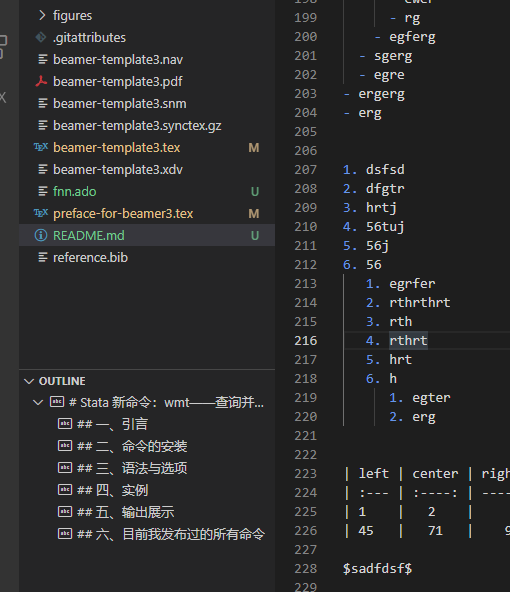 figures
.gitattributes
beamer-template3.nav
beamer-template3.pdf
beamer-template3.snm
beamer-template3.synctex.gz
TEX beamer-template3.tex M
beamer-template3.xdv
fnn.ado U
TEX preface-for-beamer3.tex M
README.md U
reference.bib
OUTLINE
# Stata 新命令：wmt——查询并...
## 一、引言
## 二、命令的安装
## 三、语法与选项
## 四、实例
## 五、输出展示
## 六、目前我发布过的所有命令
199 - rg
200 - egferg
201 - sgerg
202 - egre
203 - ergerg
204 - erg
205
206
207 1. dsfsd
208 2. dfgtr
209 3. hrtj
210 4. 56tuj
211 5. 56j
212 6. 56
213 1. egrfer
214 2. rthrthrt
215 3. rth
216 4. rthrt
217 5. hrt
218 6. h
219 1. egter
220 2. erg
221
222
223 | left | center | righ
224 | :--- | :----: | ----
225 | 1 | 2 |
226 | 45 | 71 | 9
227
228 $sadfdsf$
229